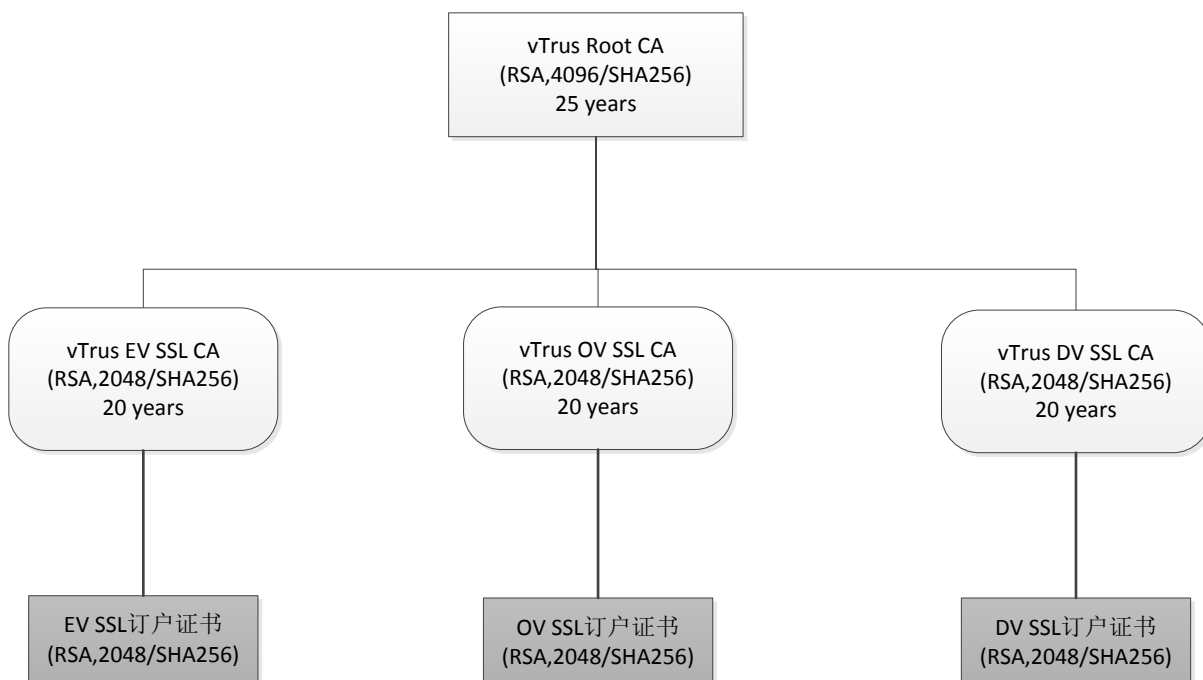 vTrus Root CA
(RSA,4096/SHA256)
25 years
vTrus EV SSL CA
(RSA,2048/SHA256)
20 years
vTrus OV SSL CA
(RSA,2048/SHA256)
20 years
vTrus DV SSL CA
(RSA,2048/SHA256)
20 years
EV SSL订户证书
(RSA,2048/SHA256)
OV SSL订户证书
(RSA,2048/SHA256)
DV SSL订户证书
(RSA,2048/SHA256)